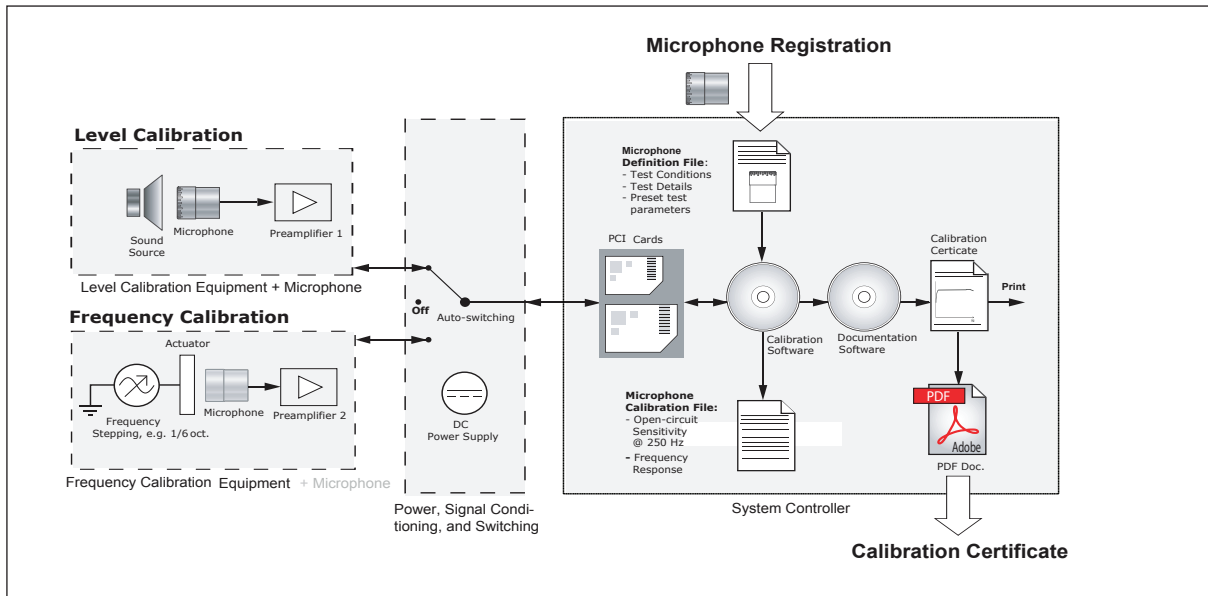 Microphone Registration
Level Calibration
Sound
Source
Microphone
Preamplifier 1
Level Calibration Equipment + Microphone
Frequency Calibration
Actuator
Frequency
Stepping, e.g. 1/6 oct.
Microphone
Preamplifier 2
Frequency Calibration Equipment + Microphone
Off
Auto-switching
DC
Power Supply
Power, Signal Condi-
tioning, and Switching
Microphone
Definition File:
- Test Conditions
- Test Details
- Preset test
parameters
PCI Cards
Calibration
Software
Documentation
Software
Calibration
Certicate
Print
Microphone
Calibration File:
- Open-circuit
Sensitivity
@ 250 Hz
- Frequency
Response
PDF
Adobe
PDF Doc.
System Controller
Calibration Certificate